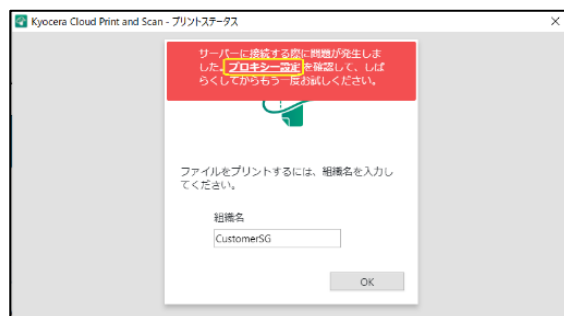 Kyocera Cloud Print and Scan - プリントステータス
サーバーに接続する際に問題が発生しま
した。プロキシー設定を確認して、しば
らくしてからもう一度お試しください。
ファイルをプリントするには、組織名を入力し
てください。
組織名
CustomerSG
OK